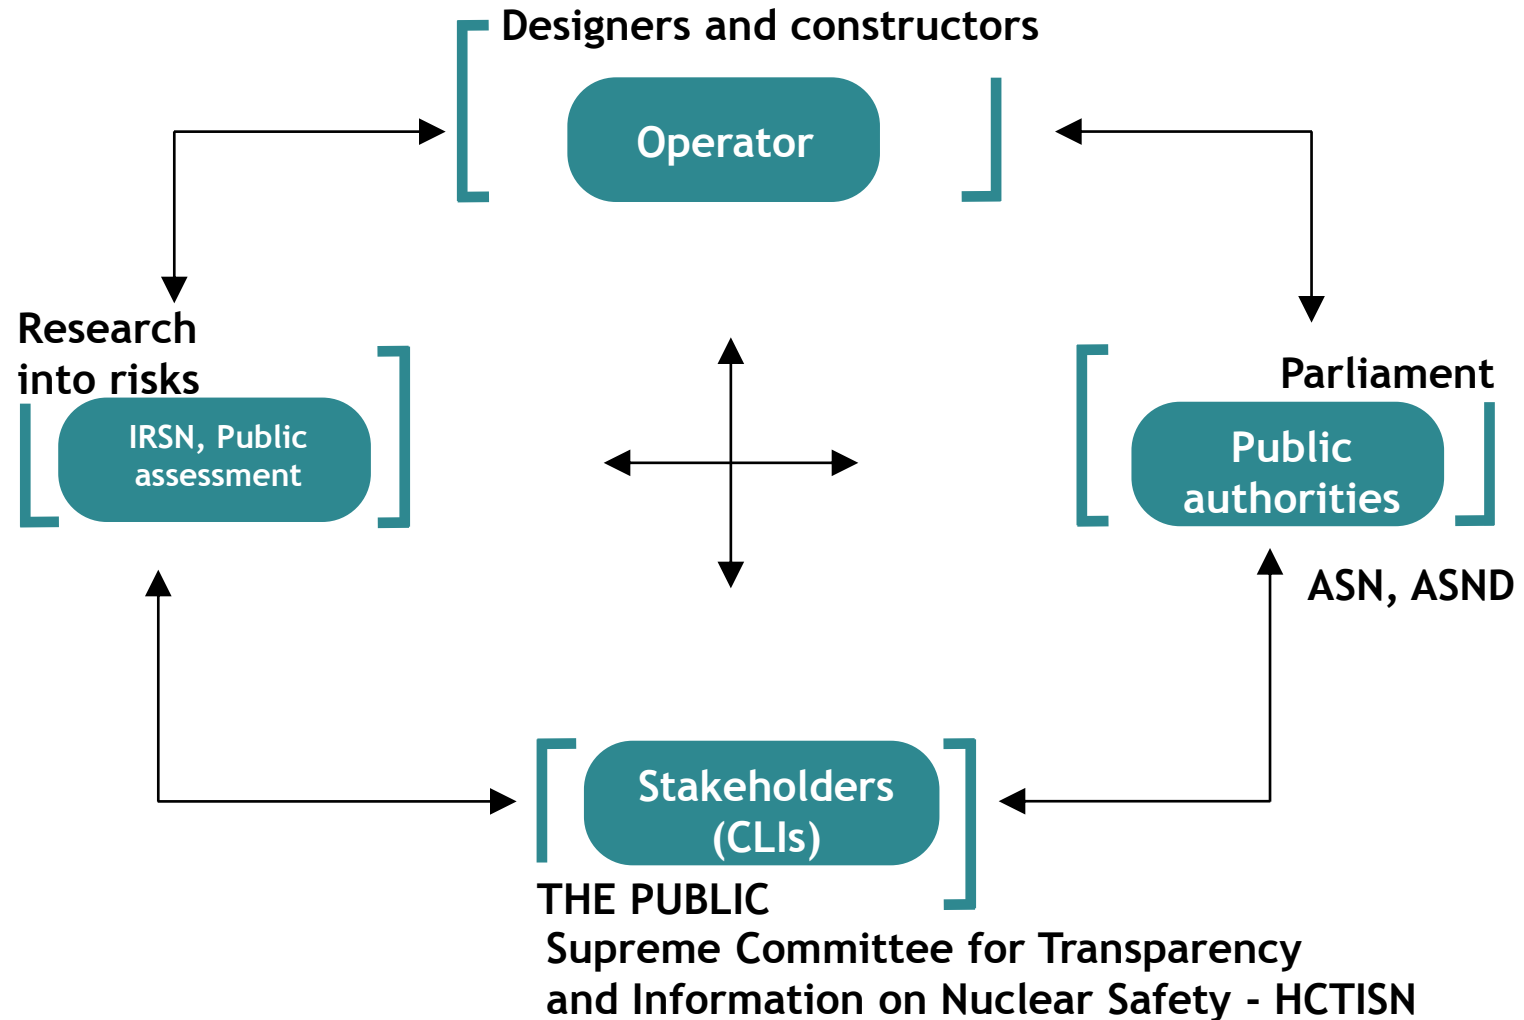 Designers and constructors
Operator
Research
into risks
IRSN, Public
assessment
Parliament
Public
authorities
ASN, ASND
Stakeholders
(CLIs)
THE PUBLIC
Supreme Committee for Transparency
and Information on Nuclear Safety - HCTISN